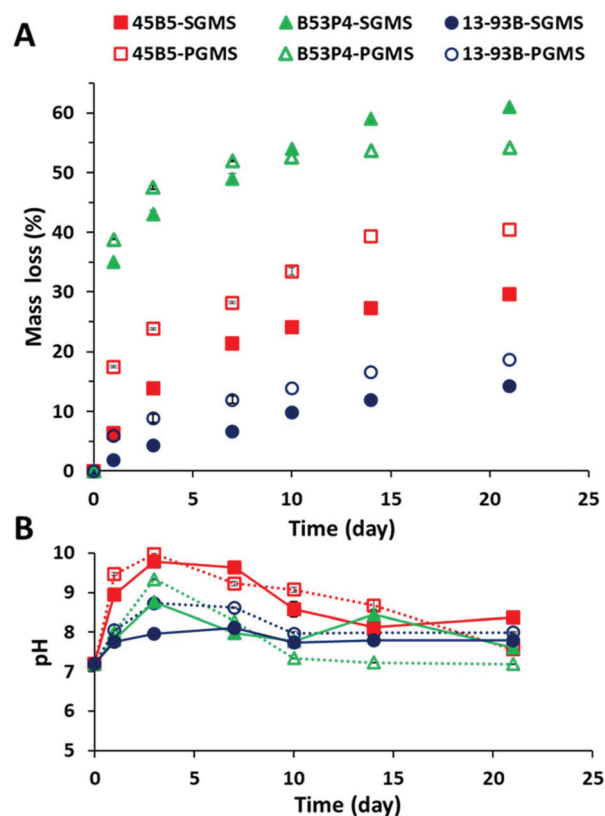 A
45B5-SGMS B53P4-SGMS 13-93B-SGMS
45B5-PGMS B53P4-PGMS 13-93B-PGMS
60
50
40
30
20
10
0
Mass loss (%)
0 5 10 15 20 25
Time (day)
B
10
9
8
7
6
5
pH
0 5 10 15 20 25
Time (day)